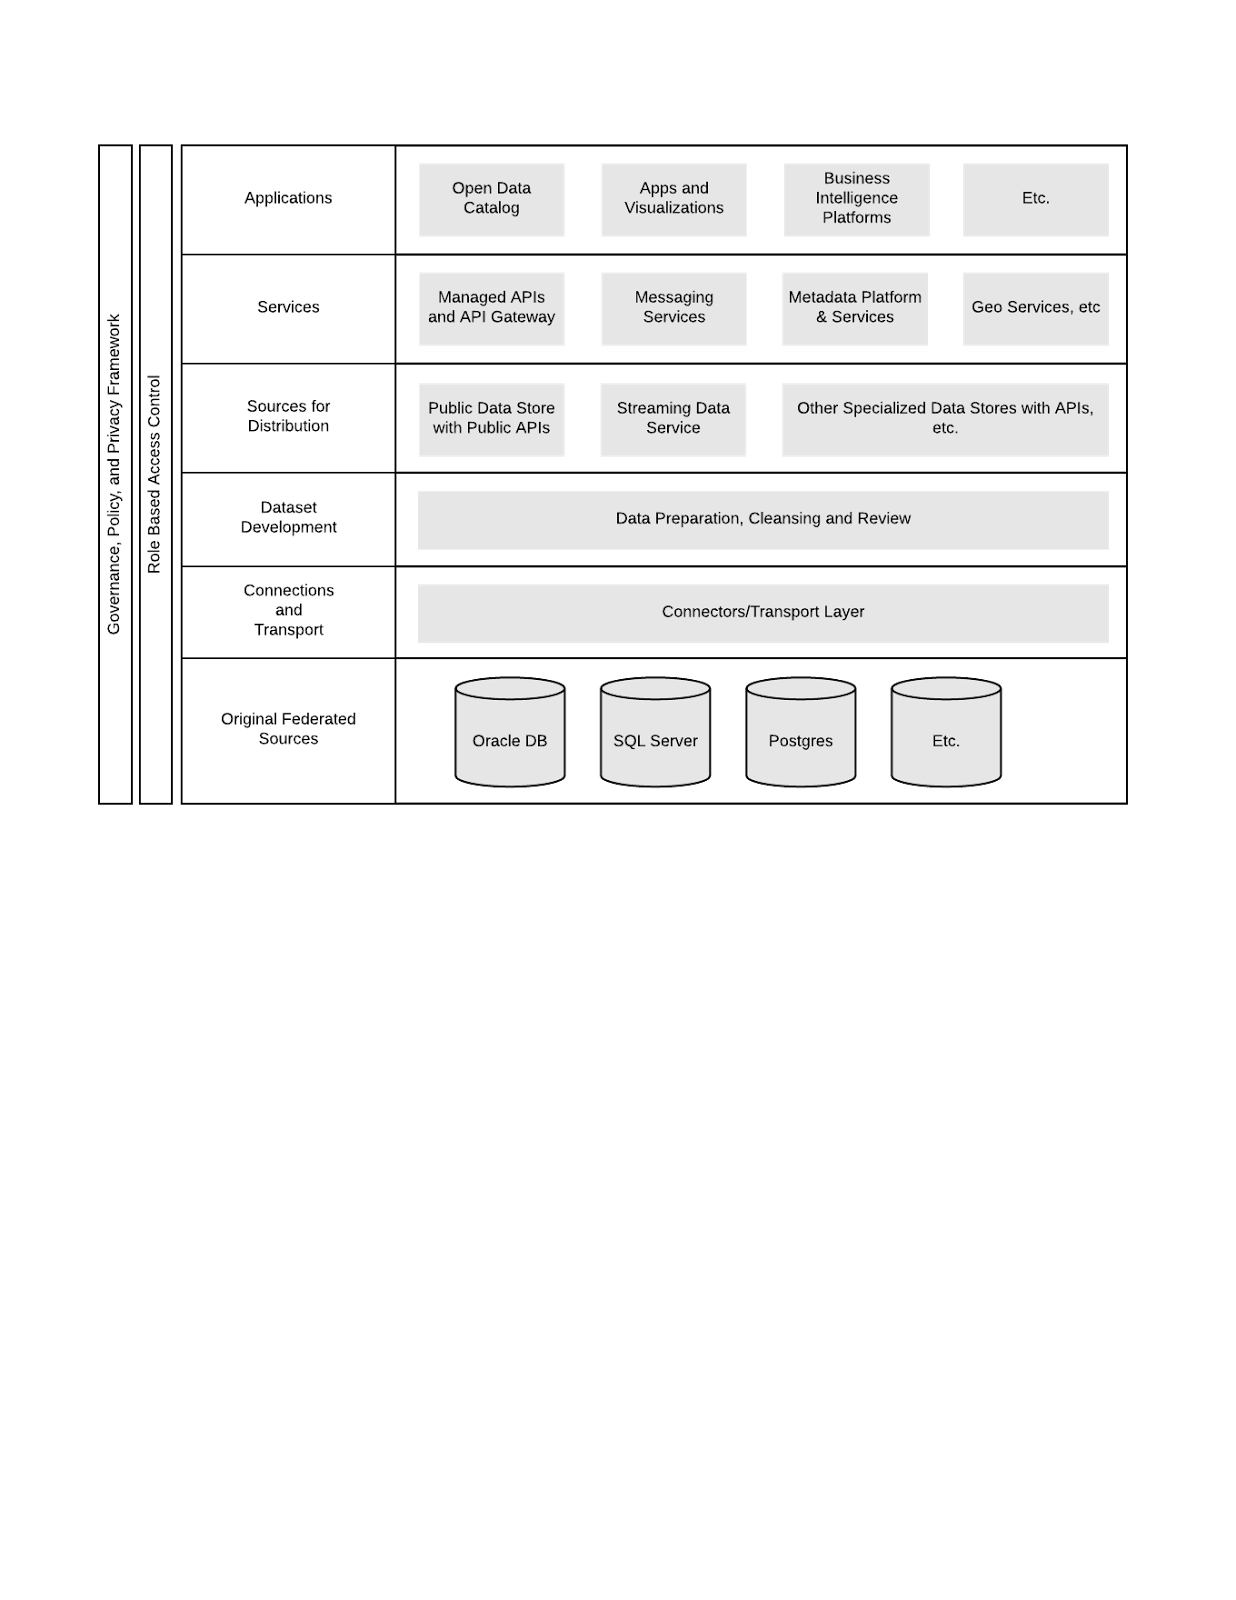 Governance, Policy, and Privacy Framework
Role Based Access Control
Applications
Open Data
Catalog
Apps and
Visualizations
Business
Intelligence
Platforms
Etc.
Services
Managed APIs
and API Gateway
Messaging
Services
Metadata Platform
& Services
Geo Services, etc
Sources for
Distribution
Public Data Store
with Public APIs
Streaming Data
Service
Other Specialized Data Stores with APIs,
etc.
Dataset
Development
Data Preparation, Cleansing and Review
Connections
and
Transport
Connectors/Transport Layer
Original Federated
Sources
Oracle DB
SQL Server
Postgres
Etc.